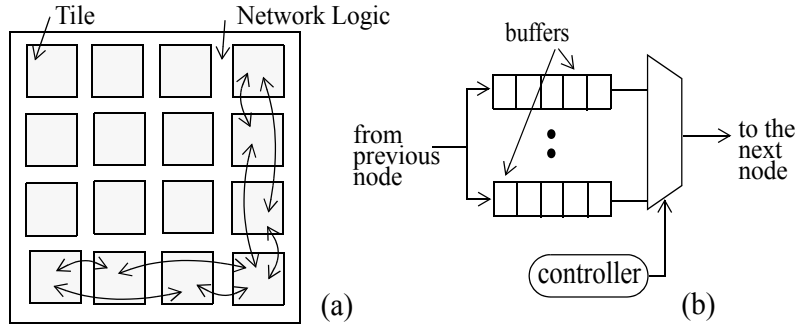 Tile
Network Logic
(a)
buffers
from
previous
node
to the
next
node
controller
(b)